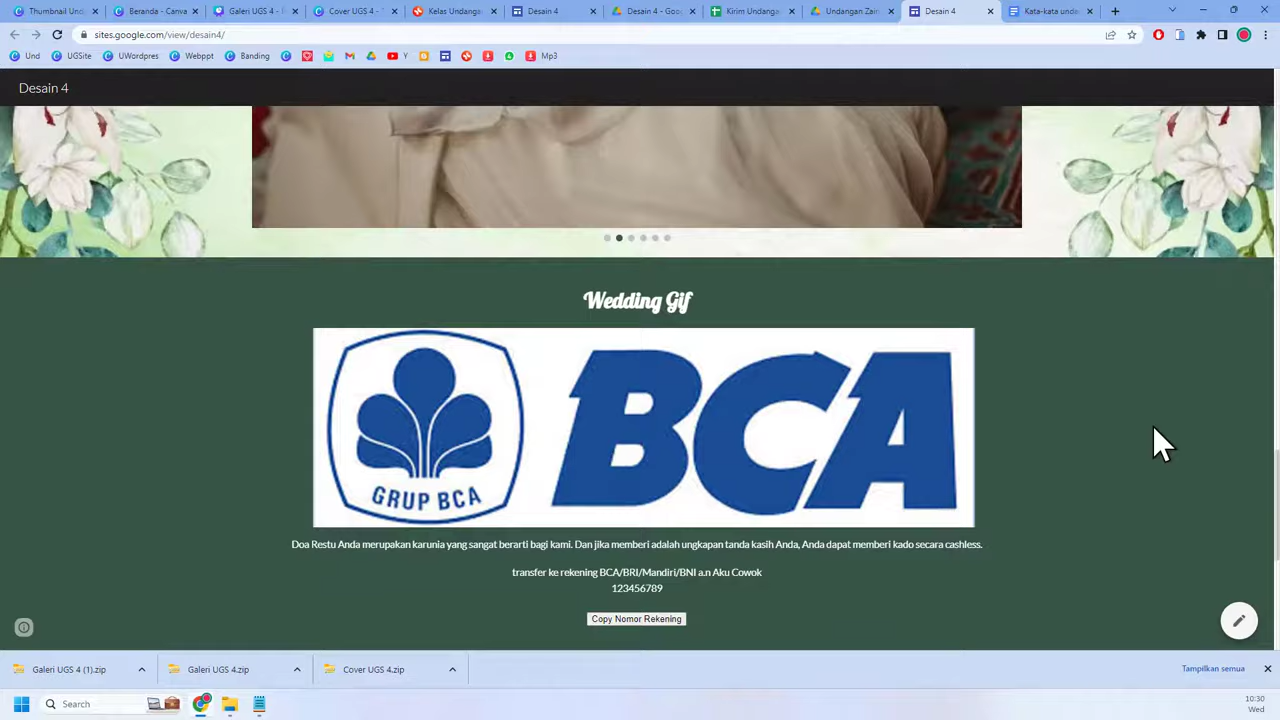 Thumbnail Und
Beranda - Canva
Galeri UGS 4 - I
Cover UGS 4 - T
Kelas Undangan
Desain 4
Desain 4 - Goo
Kirim Undangan
Undangan Zain
Desain 4
Kata-kata unde
sites.google.com/view/desain4/
Und
UGSite
UWordpress
Webppt
Banding
Y
Mp3
Desain 4
Wedding Gif
GRUP BCA
BCA
Doa Restu Anda merupakan karunia yang sangat berarti bagi kami. Dan jika memberi adalah ungkapan tanda kasih Anda, Anda dapat memberi kado secara cashless.
transfer ke rekening BCA/BRI/Mandiri/BNI a.n Aku Cowok
123456789
Copy Nomor Rekening
Galeri UGS 4 (1).zip
Galeri UGS 4.zip
Cover UGS 4.zip
Tampilkan semua
Search
10:30
Wed